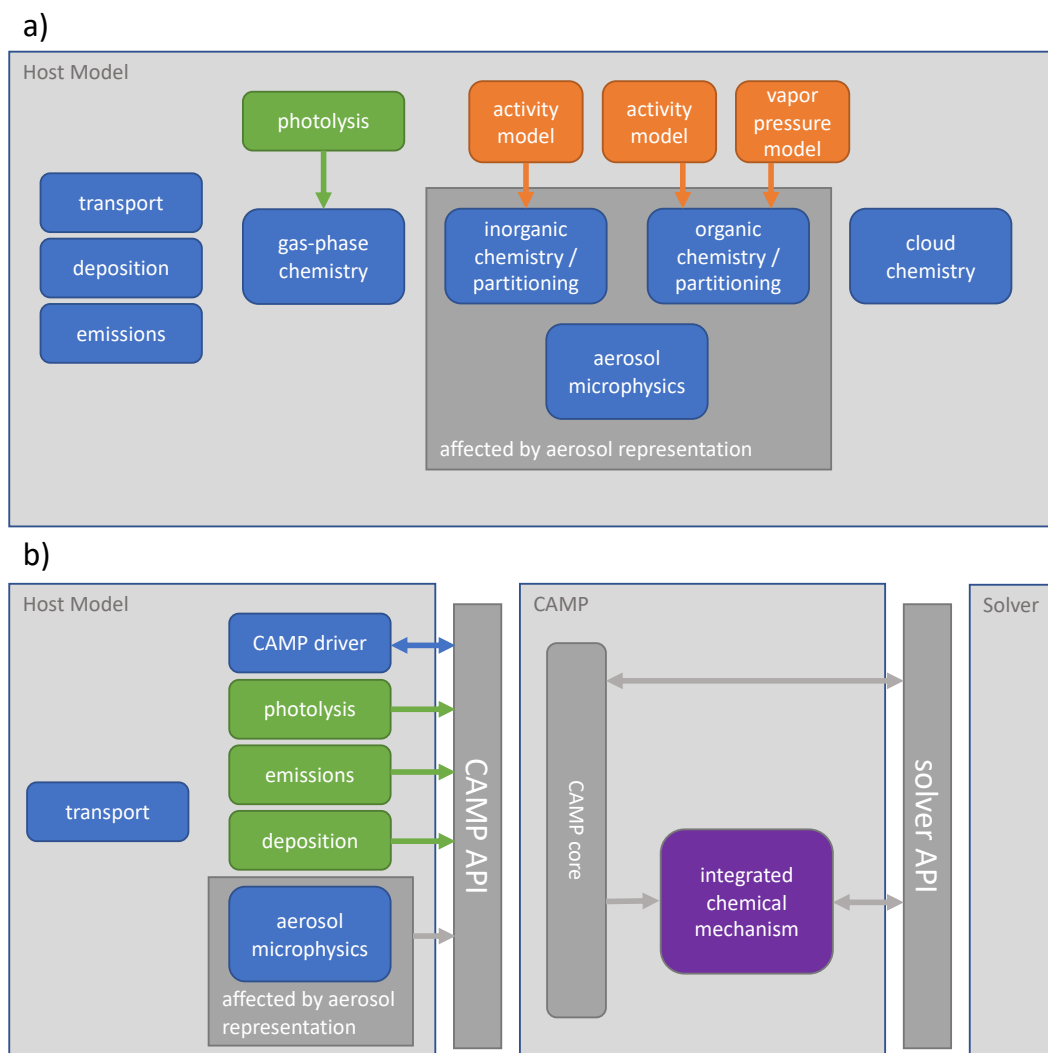 a)
Host Model
photolysis
activity
model
activity
model
vapor
pressure
model
transport
deposition
emissions
gas-phase
chemistry
inorganic
chemistry /
partitioning
organic
chemistry /
partitioning
cloud
chemistry
aerosol
microphysics
affected by aerosol representation
b)
Host Model
CAMP driver
photolysis
emissions
deposition
transport
aerosol
microphysics
affected by aerosol
representation
CAMP API
CAMP
CAMP core
integrated
chemical
mechanism
solver API
Solver